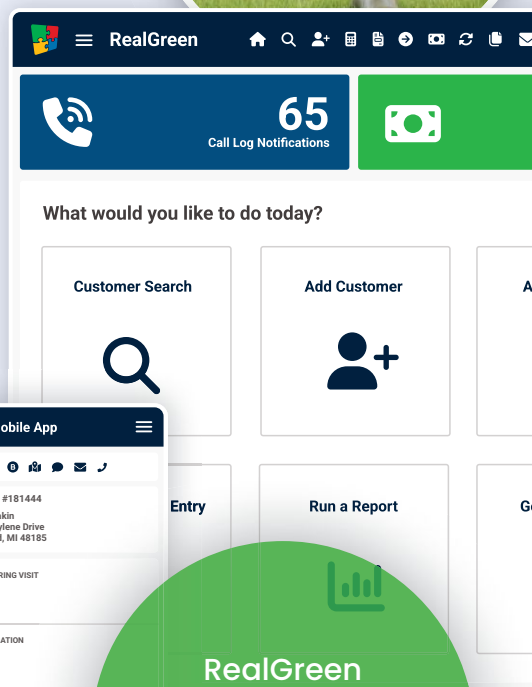 RealGreen
65
Call Log Notifications
What would you like to do today?
Customer Search
Add Customer
A
obile App
#181444
kin
ylene Drive
, MI 48185
RING VISIT
ATION
Entry
Run a Report
G
RealGreen